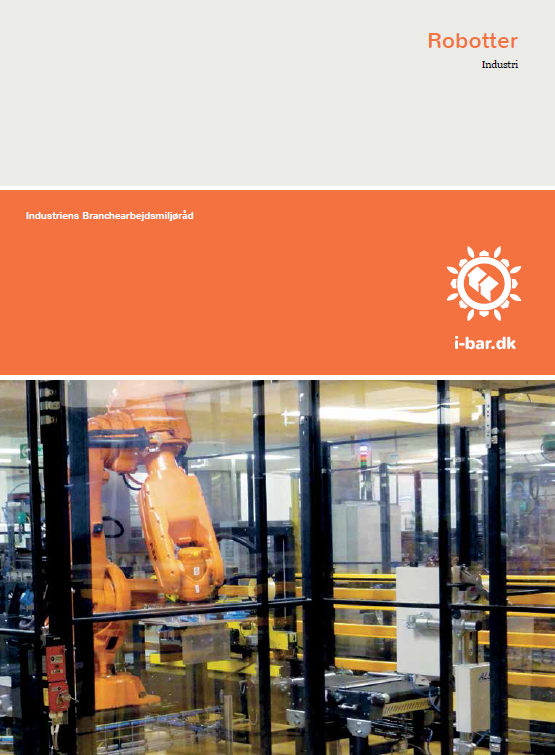 Robotter
Industri
Industriens Branchearbejdsmiljøråd
i-bar.dk